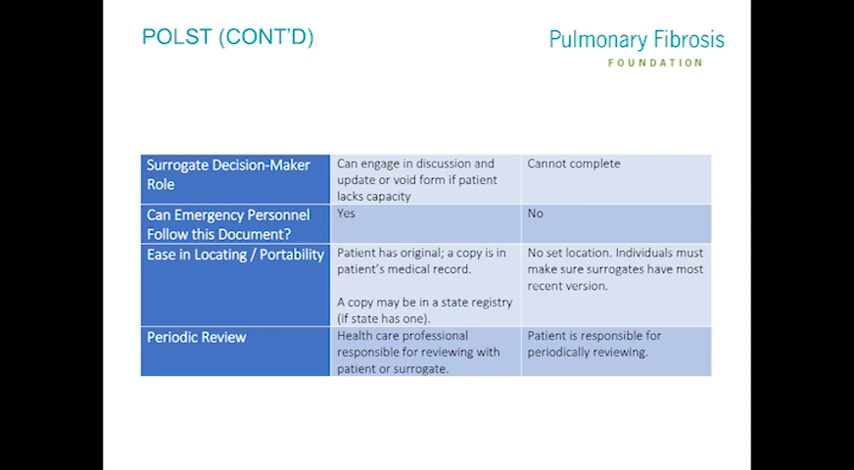 POLST (CONT'D)
Pulmonary Fibrosis
FOUNDATION
Surrogate Decision-Maker
Role
Can engage in discussion and
update or void form if patient
lacks capacity
Cannot complete
Can Emergency Personnel
Follow this Document?
Yes
No
Ease in Locating / Portability
Patient has original; a copy is in
patient's medical record.
A copy may be in a state registry
(if state has one).
No set location. Individuals must
make sure surrogates have most
recent version.
Periodic Review
Health care professional
responsible for reviewing with
patient or surrogate.
Patient is responsible for
periodically reviewing.